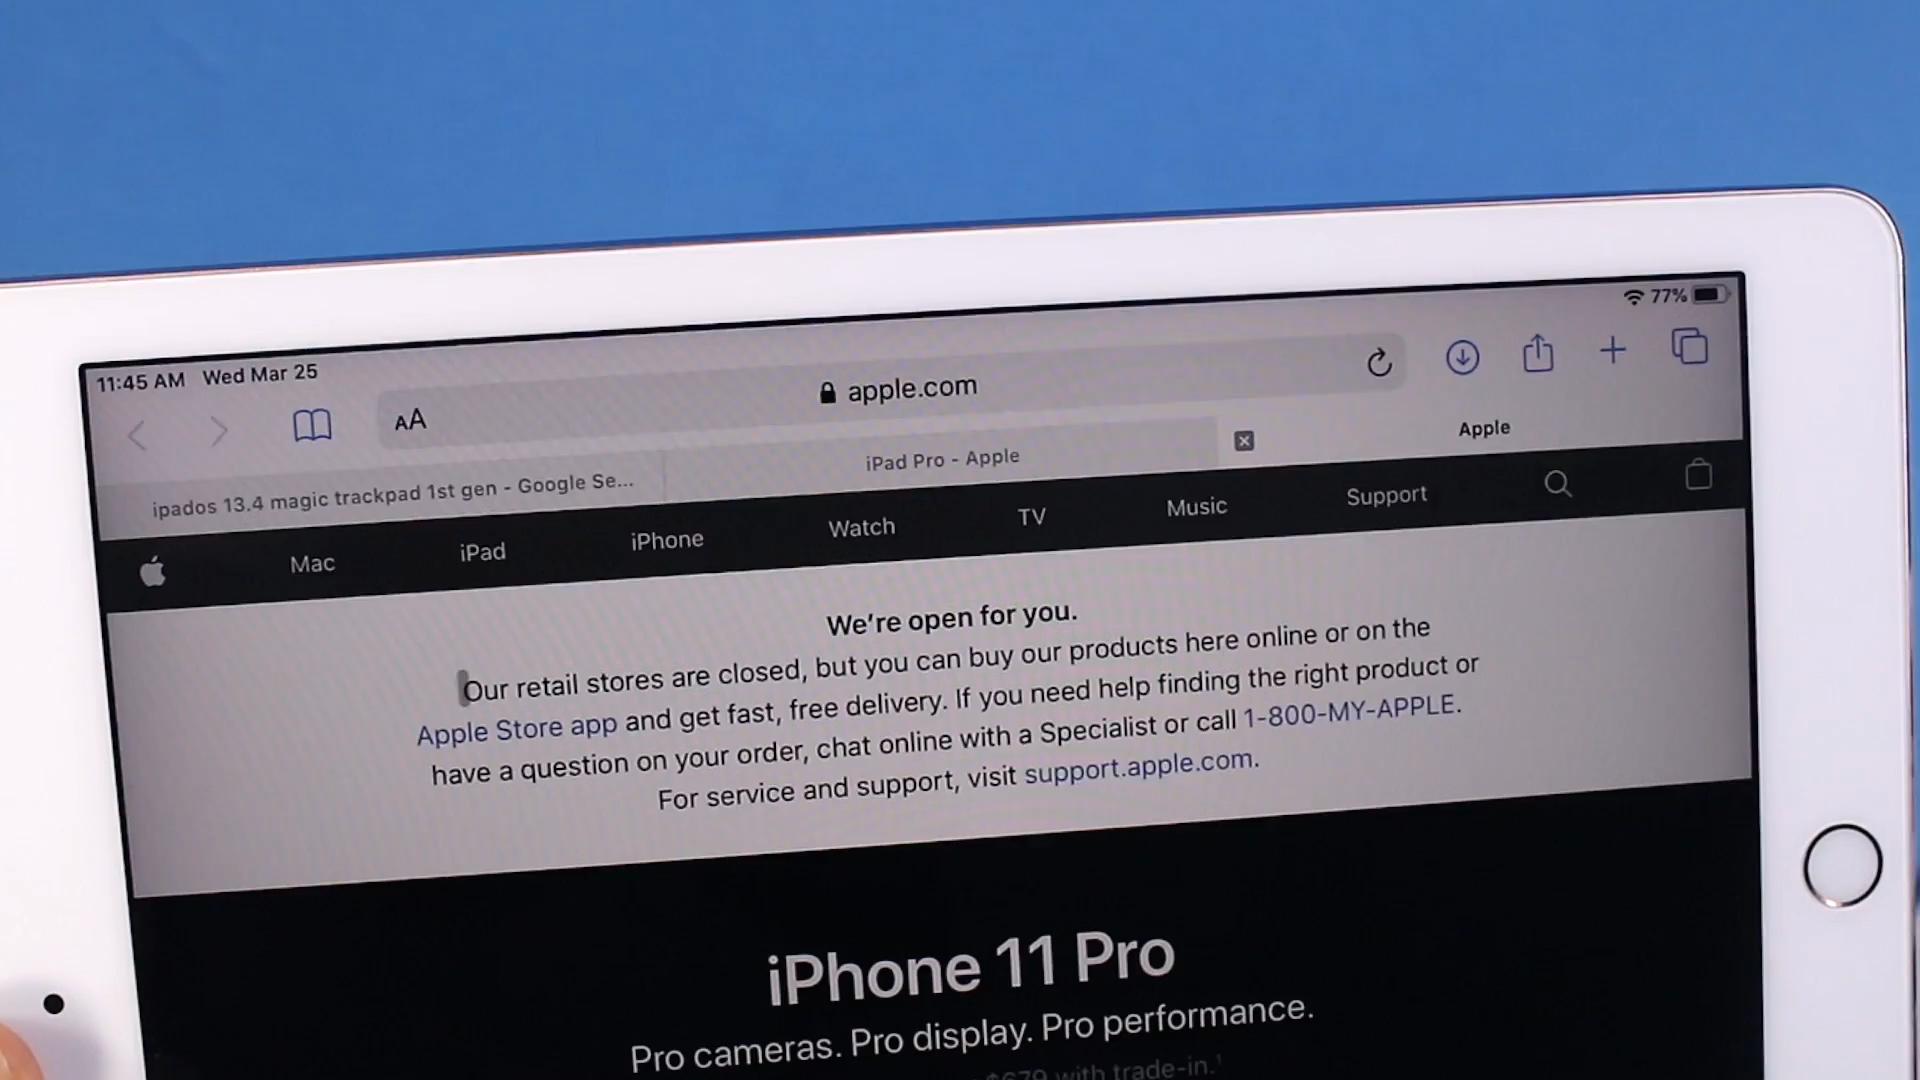 11:45 AM Wed Mar 25
77%
AA
apple.com
ipados 13.4 magic trackpad 1st gen - Google Se...
iPad Pro - Apple
Apple
Mac
iPad
iPhone
Watch
TV
Music
Support
We're open for you.
Our retail stores are closed, but you can buy our products here online or on the
Apple Store app and get fast, free delivery. If you need help finding the right product or
have a question on your order, chat online with a Specialist or call 1-800-MY-APPLE.
For service and support, visit support.apple.com.
iPhone 11 Pro
Pro cameras. Pro display. Pro performance.
$679 with trade-in.¹